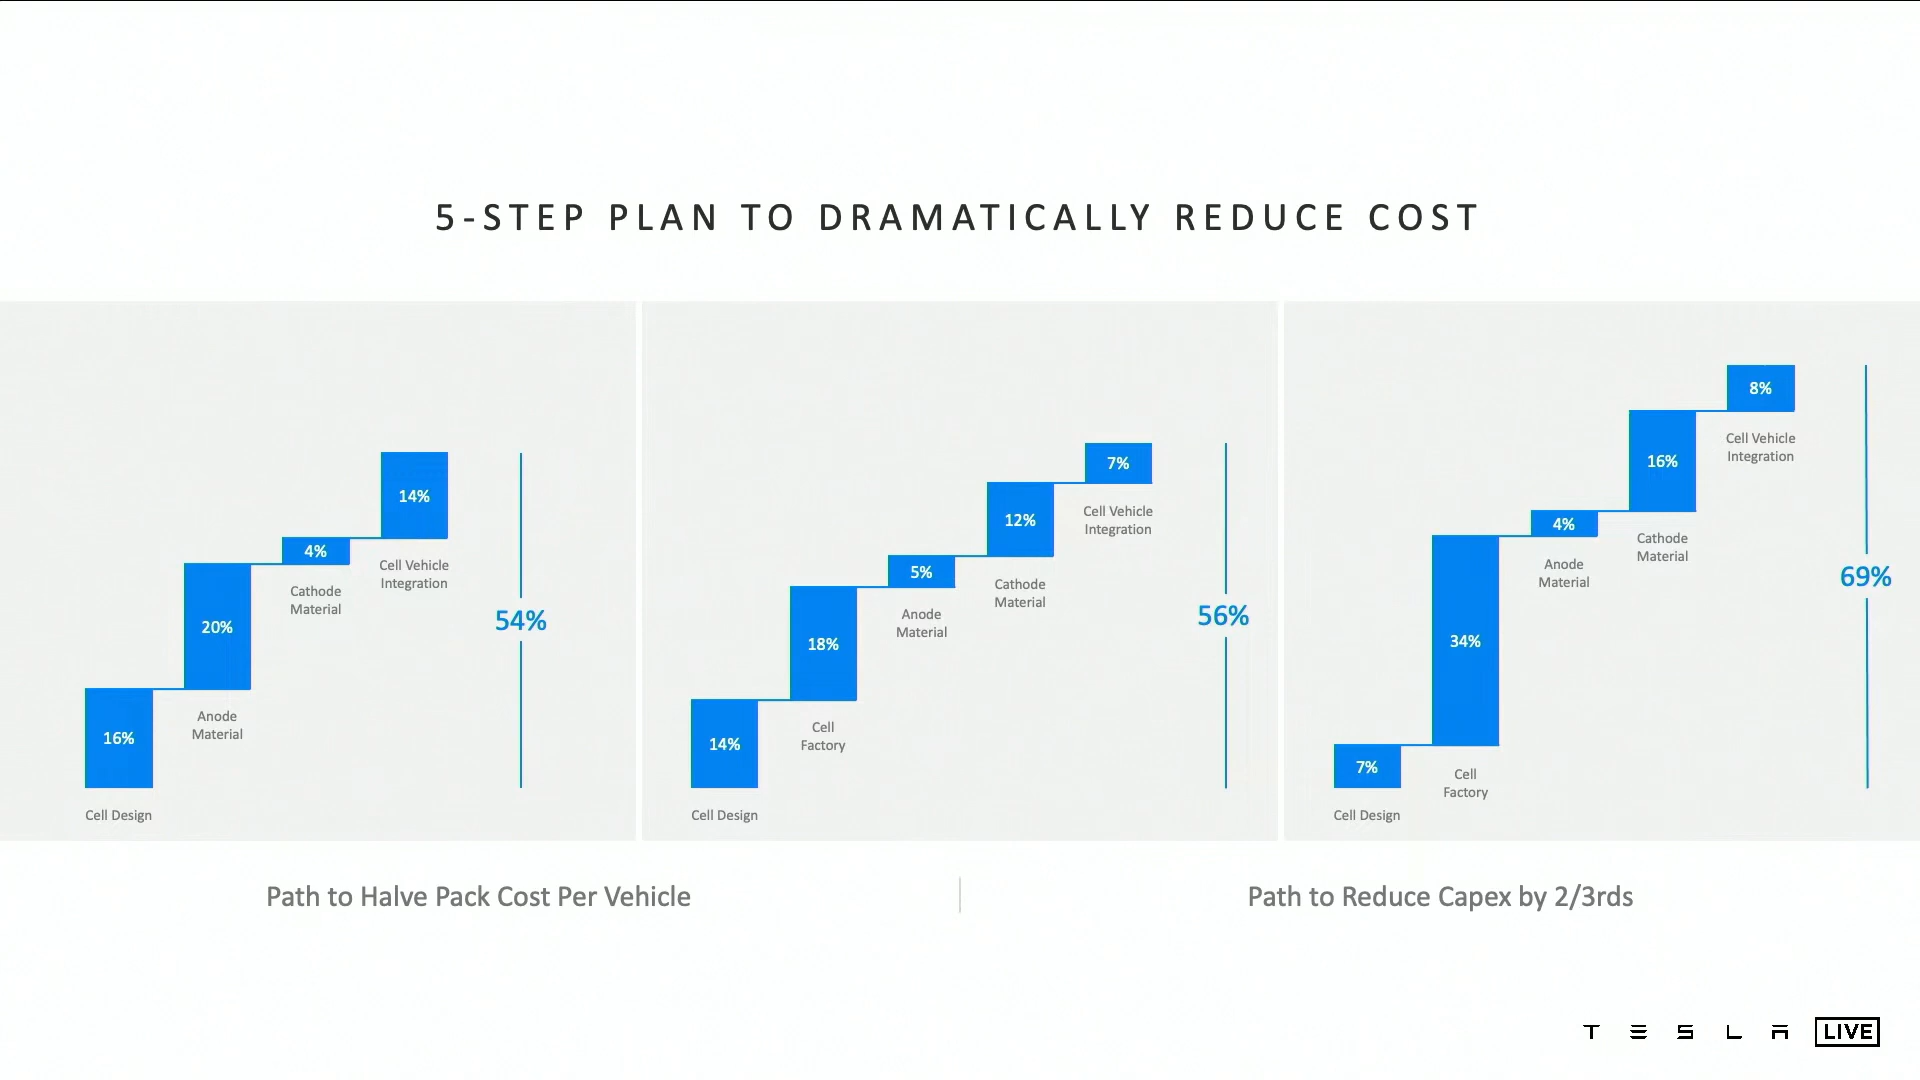 5-STEP PLAN TO DRAMATICALLY REDUCE COST
16%
Cell Design
20%
Anode
Material
4%
Cathode
Material
14%
Cell Vehicle
Integration
54%
14%
Cell Design
18%
Cell
Factory
5%
Anode
Material
12%
Cathode
Material
7%
Cell Vehicle
Integration
56%
7%
Cell Design
34%
Cell
Factory
4%
Anode
Material
16%
Cathode
Material
8%
Cell Vehicle
Integration
69%
Path to Halve Pack Cost Per Vehicle
Path to Reduce Capex by 2/3rds
TESLA LIVE